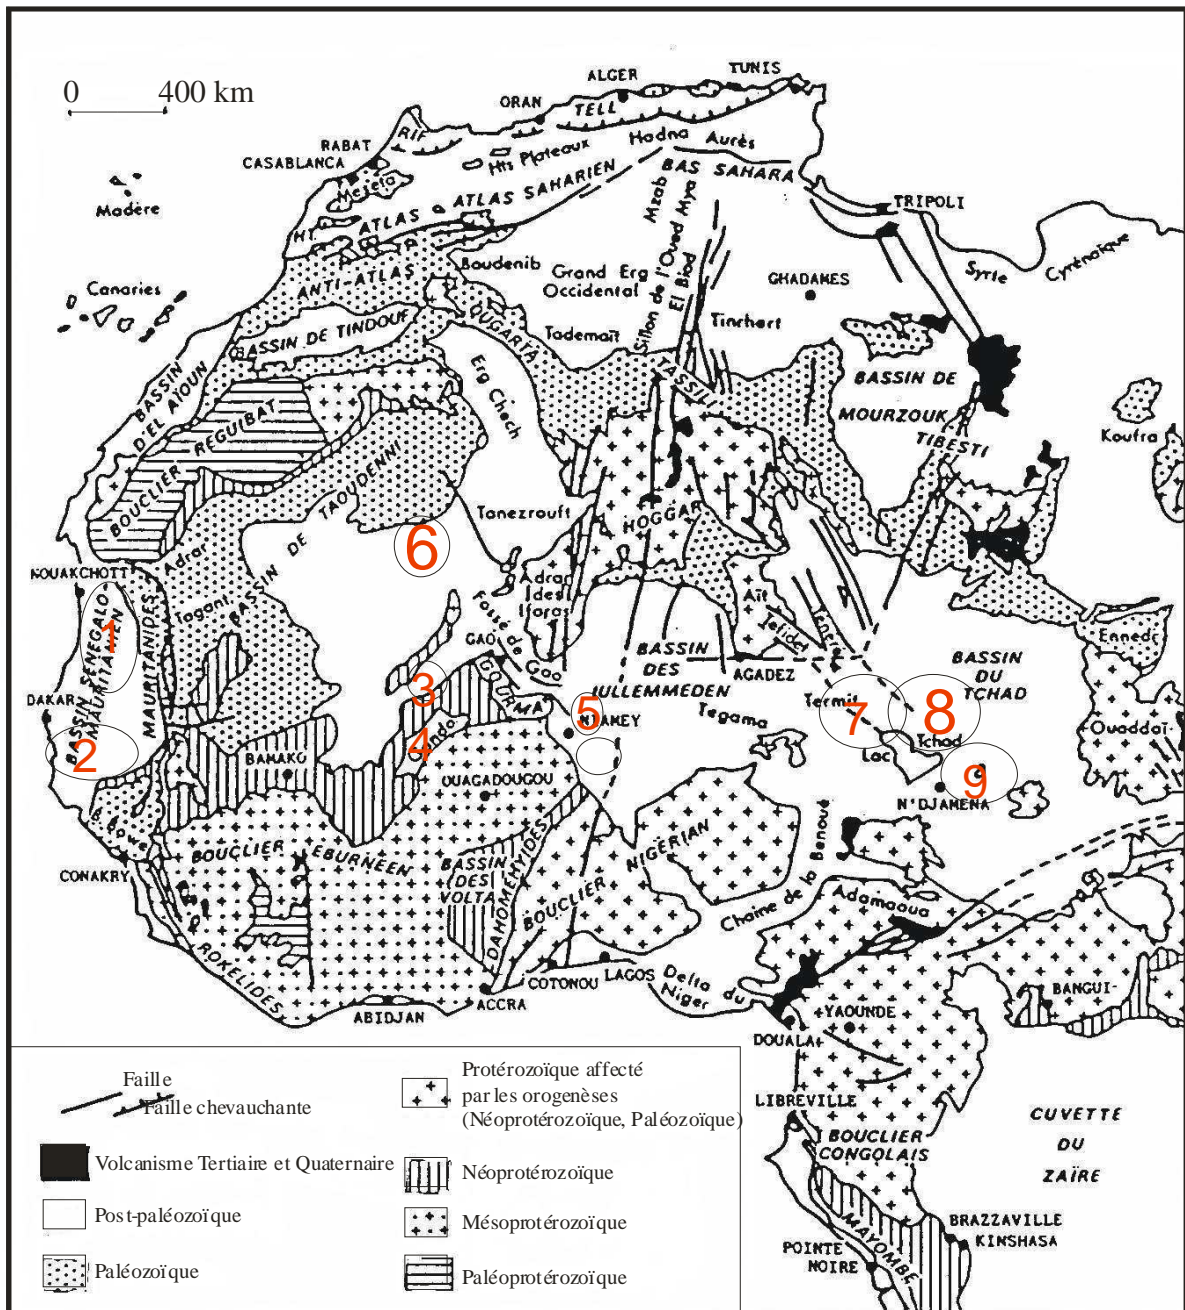 0 400 km
ALGER
TUNIS
ORAN
TELL
RIF
RABAT
CASABLANCA
Hts Plateaux
Hodna
Aurès
Meseta
Madère
HT. ATLAS
ATLAS SAHARIEN
Mzab
BAS SAHARA
TRIPOLI
Sillon de l'Oued Mya
El Biod
Syrte
Cyrénaïque
ANTI-ATLAS
Boudenib
Grand Erg
Occidental
GHADAMES
Canaries
BASSIN DE TINDOUF
OUGARTA
Tademaït
Tinrhert
BASSIN
D'EL AÏOUN
Erg Chech
TASSILI
BASSIN DE
MOURZOUK
TIBESTI
Koufra
BOUCLIER REGUIBAT
BASSIN DE TAOUDENNI
Tanezrouft
HOGGAR
6
NOUAKCHOTT
Adrar
Tagant
Adrar
des
Iforas
Aïr
Telidet
Ténéré
Ennedi
1
BASSIN SENEGALO-
MAURITANIEN
MAURITANIDES
Fossé de Gao
GAO
GOURMA
BASSIN
DES
IULLEMMEDEN
AGADEZ
BASSIN
DU
TCHAD
DAKAR
3
5
NIAMEY
Tegama
Termit
7
8
Tchad
Lac
Ouaddaï
2
4
BAMAKO
OUAGADOUGOU
9
N'DJAMENA
B. Bowe
CONAKRY
BOUCLIER EBURNÉEN
BASSIN
DES
VOLTA
DAHOMEYIDES
BOUCLIER NIGÉRIAN
Chaine de la Benoué
Adamaoua
ROKELIDES
ABIDJAN
ACCRA
COTONOU
LAGOS
Delta du
Niger
BANGUI
YAOUNDE
DOUALA
LIBREVILLE
BOUCLIER
CONGOLAIS
CUVETTE
DU
ZAÏRE
MAYOMBE
BRAZZAVILLE
KINSHASA
POINTE
NOIRE
Faille
Faille chevauchante
Volcanisme Tertiaire et Quaternaire
Post-paléozoïque
Paléozoïque
Protérozoïque affecté
par les orogenèses
(Néoprotérozoïque, Paléozoïque)
Néoprotérozoïque
Mésoprotérozoïque
Paléoprotérozoïque